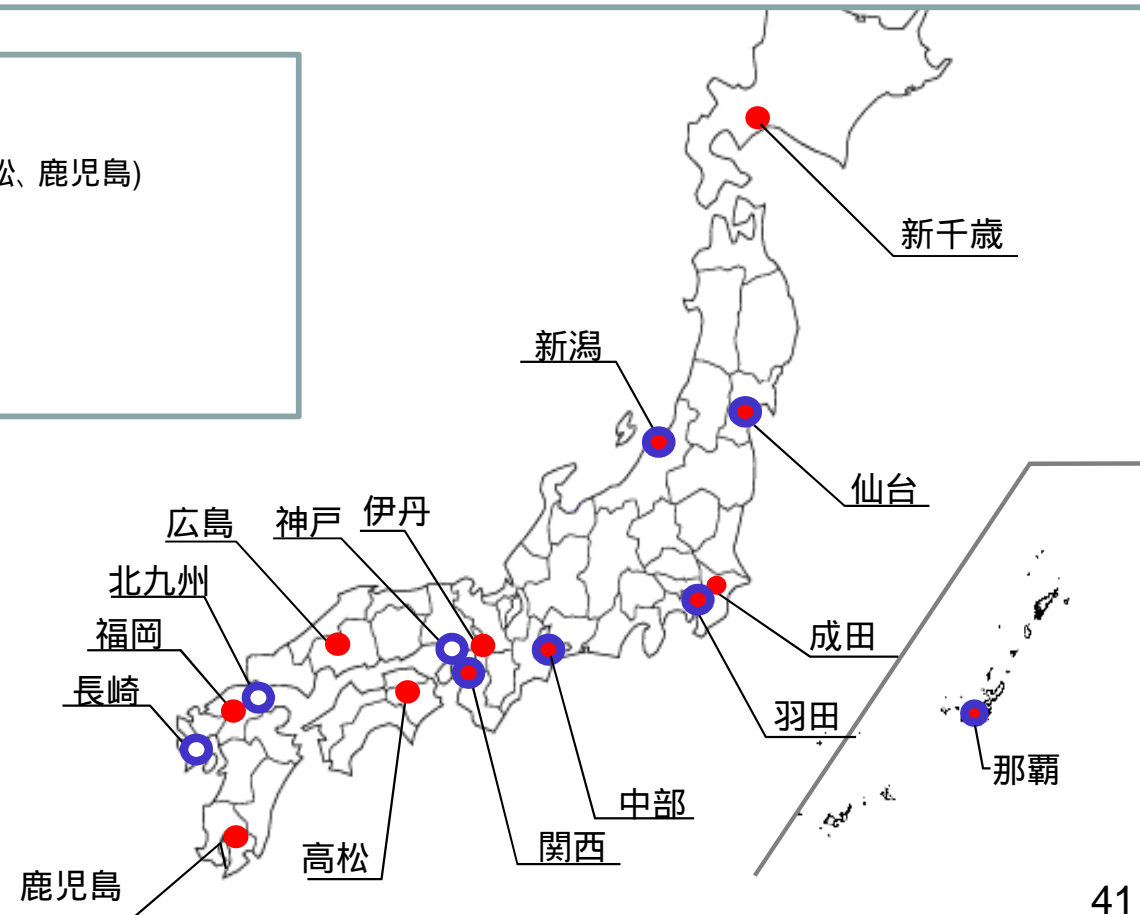 松、鹿児島)
新千歳
新潟
仙台
伊丹
神戸
広島
北九州
福岡
長崎
成田
羽田
那覇
中部
関西
高松
鹿児島
41